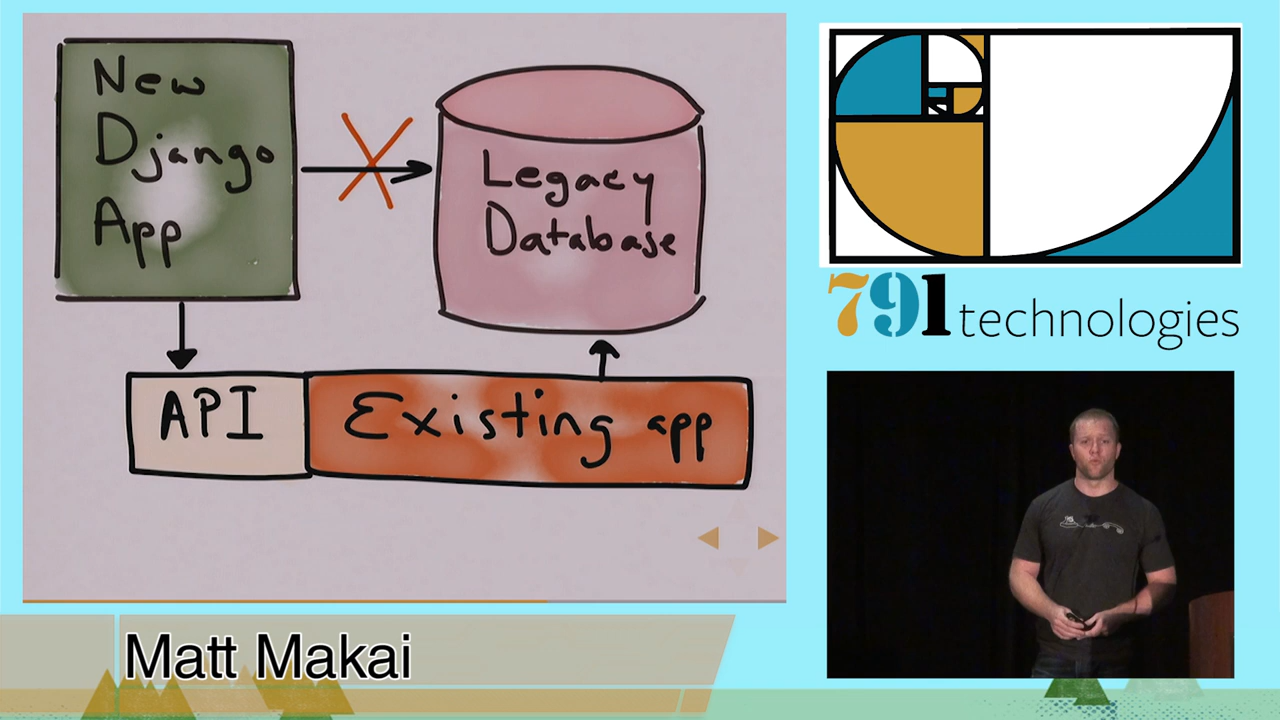 New
Django
App
Legacy
Database
API
Existing app
791 technologies
Matt Makai